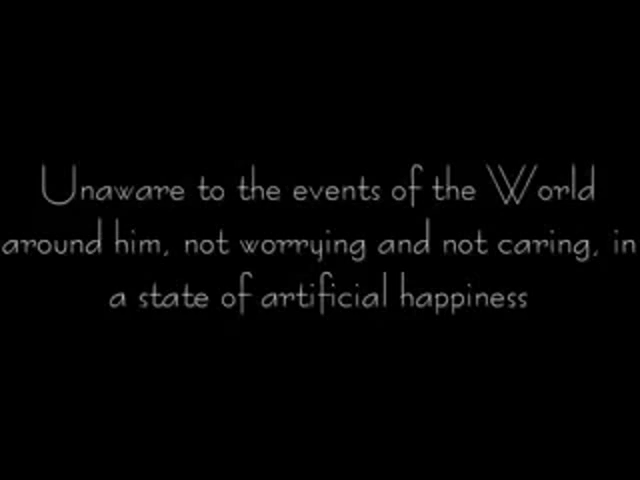 Unaware to the events of the World
around him, not worrying and not caring, in
a state of artificial happiness